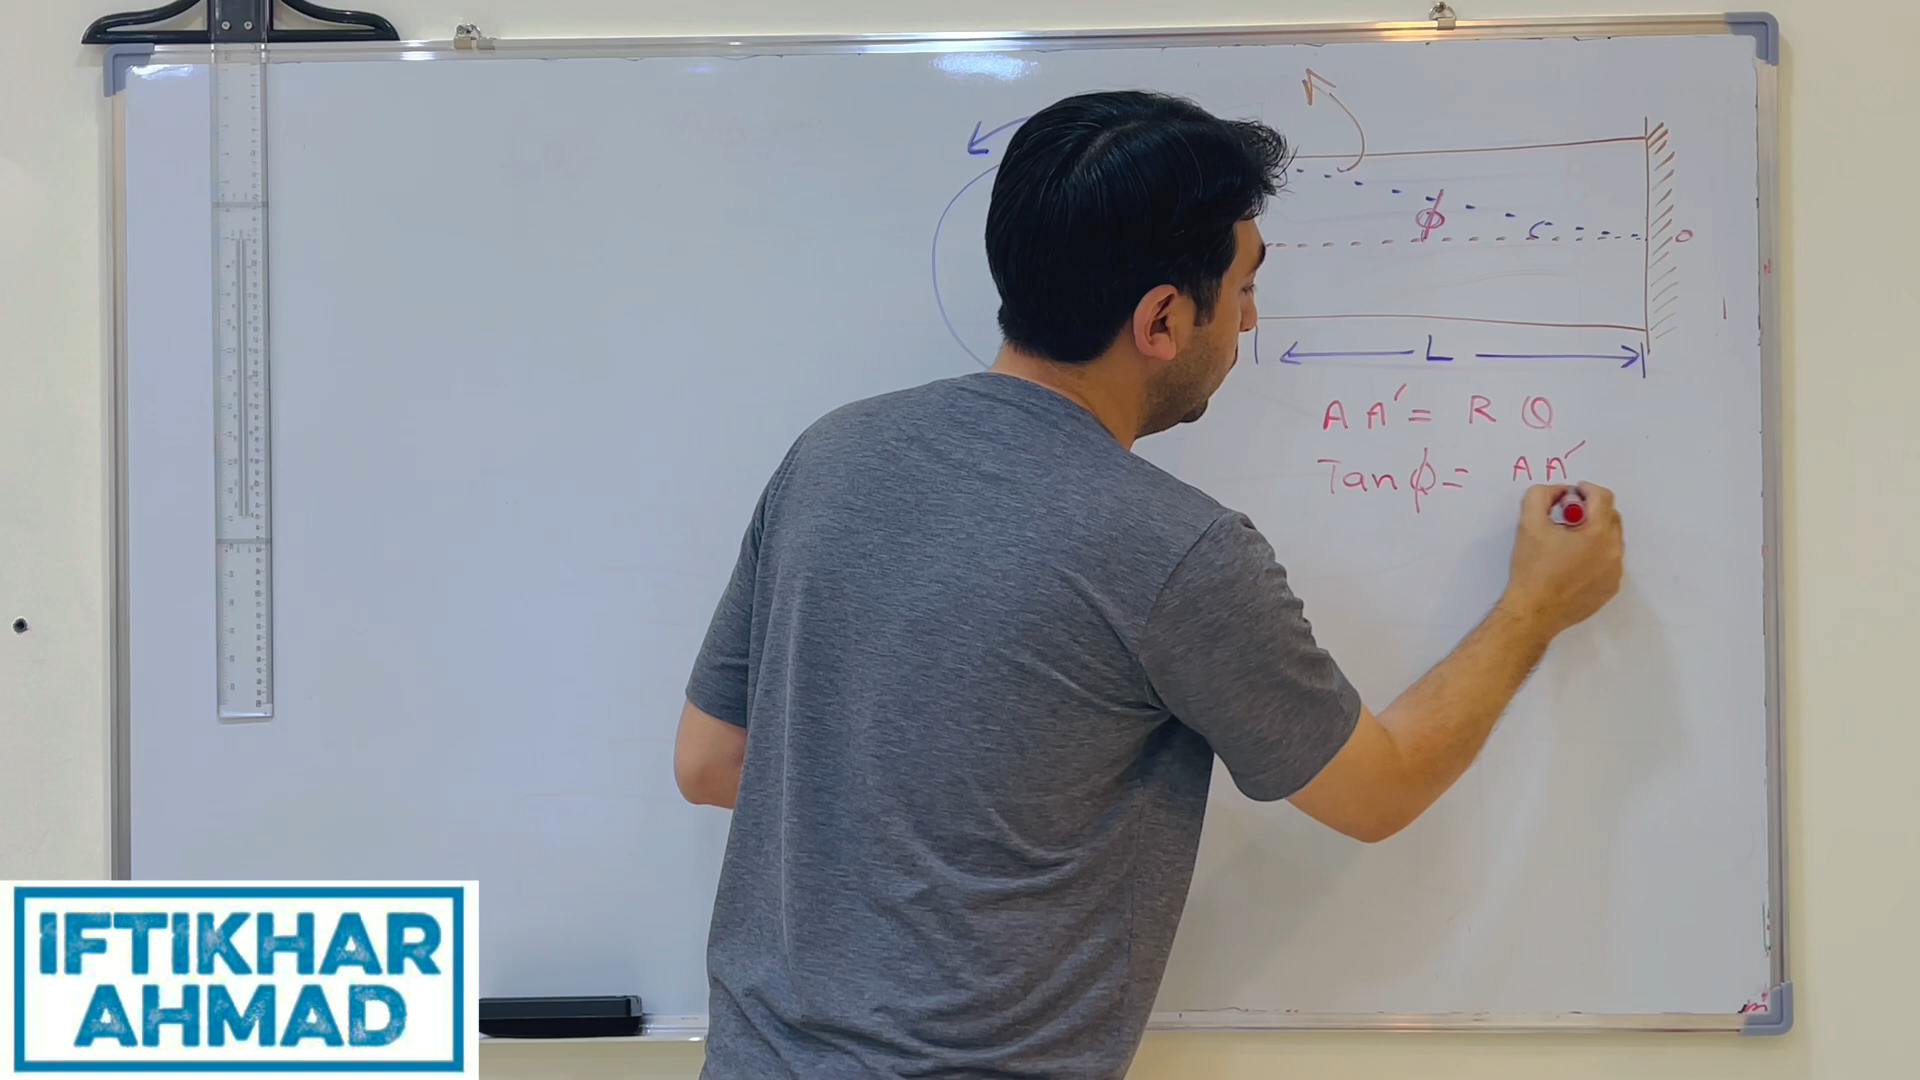 ϕ
O
L
A A′ = R Q
Tan ϕ = A A′
IFTIKHAR
AHMAD